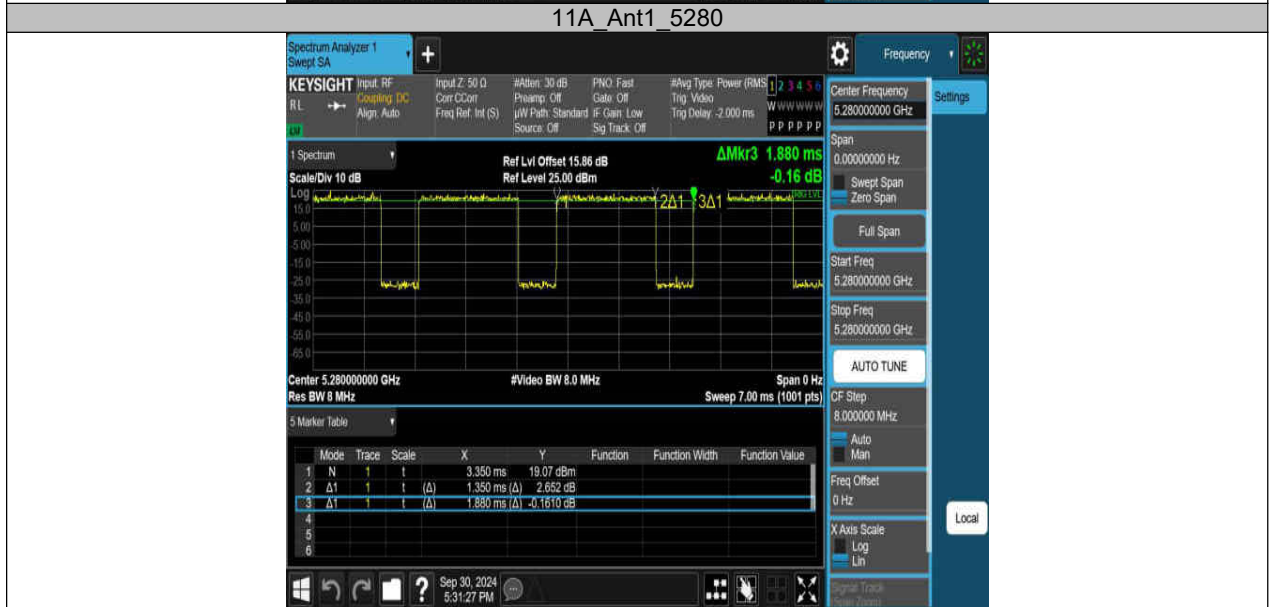 11A_Ant1_5280
Spectrum Analyzer 1
Swept SA
+
Frequency
KEYSIGHT
RL
LXI
Input: RF
Coupling: DC
Align: Auto
Input Z: 50 Ω
Corr CCorr
Freq Ref: Int (S)
#Atten: 30 dB
Preamp: Off
µW Path: Standard
Source: Off
PNO: Fast
Gate: Off
IF Gain: Low
Sig Track: Off
#Avg Type: Power (RMS
Trig: Video
Trig Delay: -2.000 ms
1 2 3 4 5 6
W W W W W W
P P P P P P
Center Frequency
5.280000000 GHz
Settings
Span
0.00000000 Hz
Swept Span
Zero Span
Full Span
Start Freq
5.280000000 GHz
Stop Freq
5.280000000 GHz
AUTO TUNE
CF Step
8.000000 MHz
Auto
Man
Freq Offset
0 Hz
X Axis Scale
Log
Lin
Signal Track
(Span Zoom)
Local
1 Spectrum
Scale/Div 10 dB
Ref Lvl Offset 15.86 dB
Ref Level 25.00 dBm
ΔMkr3 1.880 ms
-0.16 dB
Log
15.0
5.00
-5.00
-15.0
-25.0
-35.0
-45.0
-55.0
-65.0
1
2Δ1
3Δ1
TRIG LVL
Center 5.280000000 GHz
Res BW 8 MHz
#Video BW 8.0 MHz
Span 0 Hz
Sweep 7.00 ms (1001 pts)
5 Marker Table
Mode Trace Scale X Y Function Function Width Function Value
1 N 1 t 3.350 ms 19.07 dBm
2 Δ1 1 t (Δ) 1.350 ms (Δ) 2.652 dB
3 Δ1 1 t (Δ) 1.880 ms (Δ) -0.1610 dB
4
5
6
?
Sep 30, 2024
5:31:27 PM